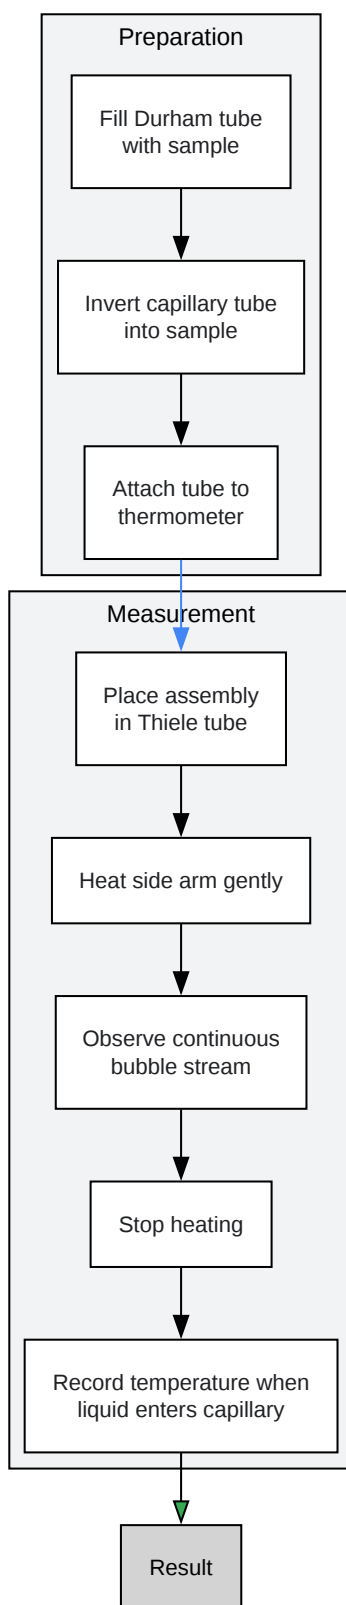 Preparation
Fill Durham tube
with sample
Invert capillary tube
into sample
Attach tube to
thermometer
Measurement
Place assembly
in Thiele tube
Heat side arm gently
Observe continuous
bubble stream
Stop heating
Record temperature when
liquid enters capillary
Result